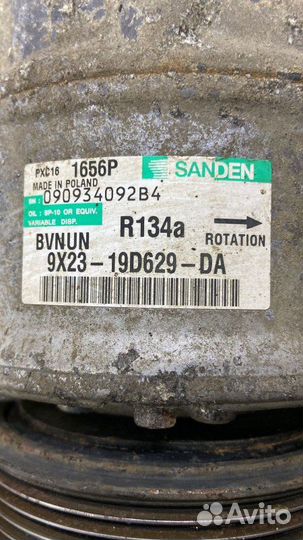 PXC16 1656P SANDEN
MADE IN POLAND
SN : 090934092B4
OIL : SP-10 OR EQUIV.
VARIABLE DISP.
R134a
BVNUN ROTATION
9X23-19D629-DA
Avito